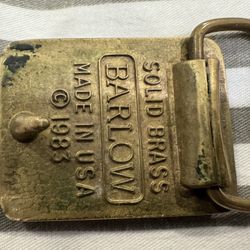 SOLID BRASS
BARLOW
MADE IN USA
© 1983